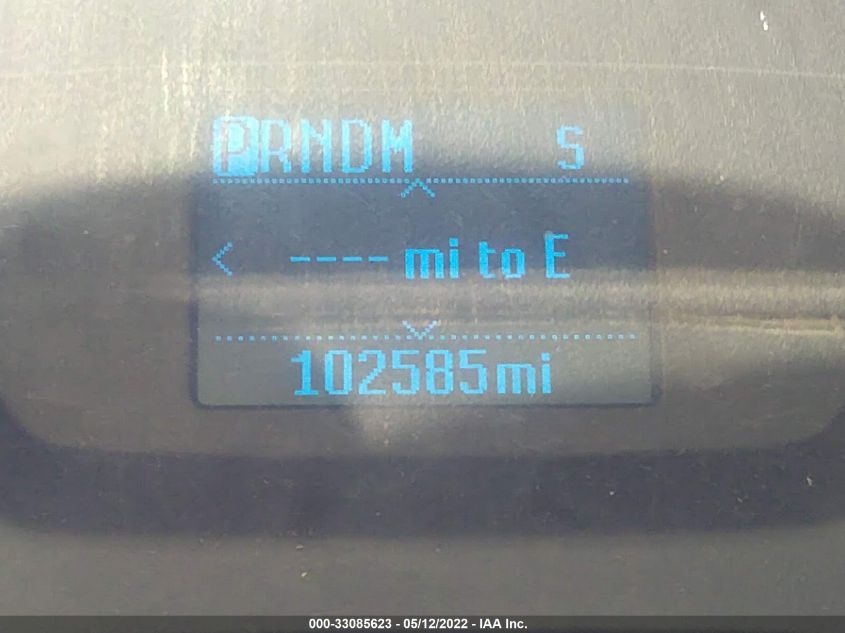 PRNDM S
---- mi to E
102585mi
000-33085623 - 05/12/2022 - IAA Inc.